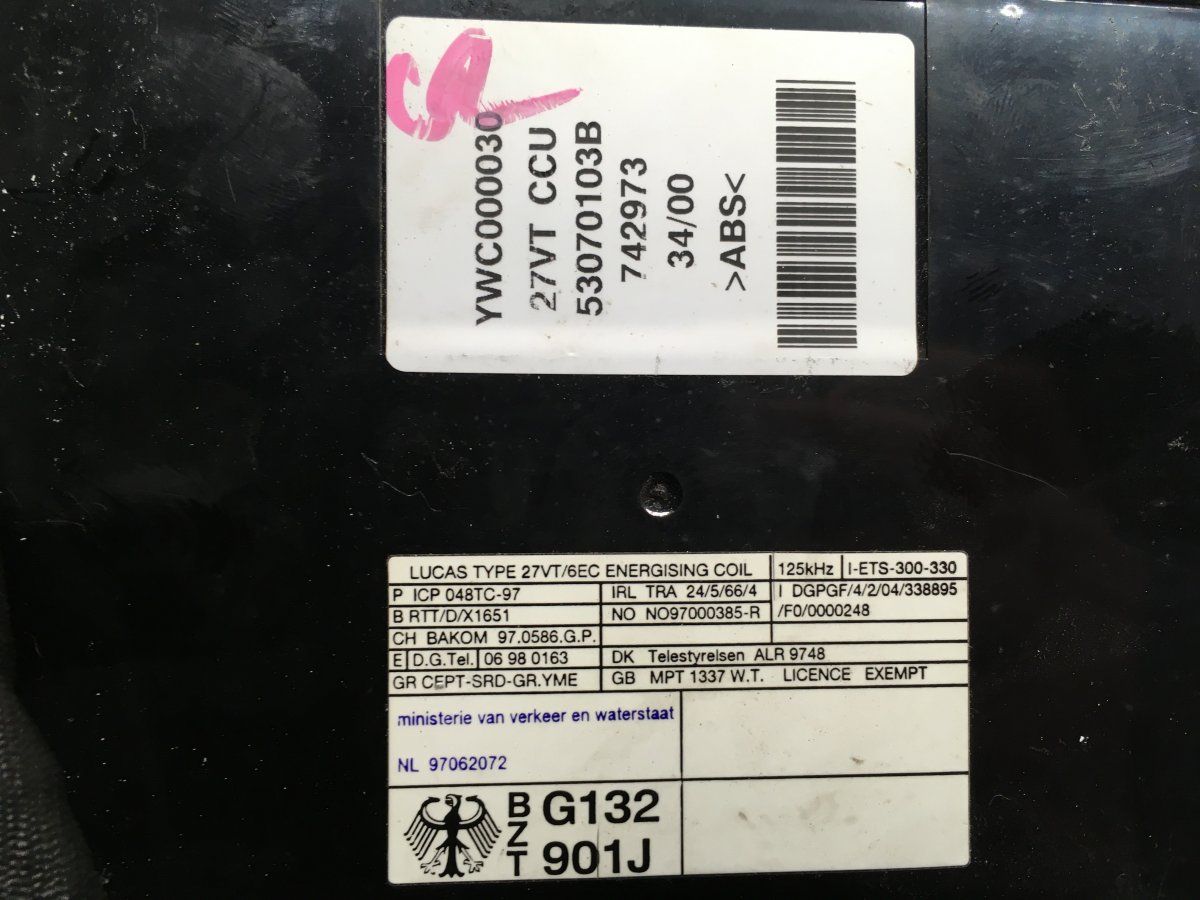 YWC000030
27VT CCU
53070103B
742973
34/00
>ABS<
LUCAS TYPE 27VT/6EC ENERGISING COIL 125kHz I-ETS-300-330
P ICP 048TC-97 IRL TRA 24/5/66/4 I DGPGF/4/2/04/338895
B RTT/D/X1651 NO NO97000385-R /F0/0000248
CH BAKOM 97.0586.G.P.
E D.G.Tel. 06 98 0163 DK Telestyrelsen ALR 9748
GR CEPT-SRD-GR.YME GB MPT 1337 W.T. LICENCE EXEMPT
ministerie van verkeer en waterstaat
NL 97062072
BZT G132
901J